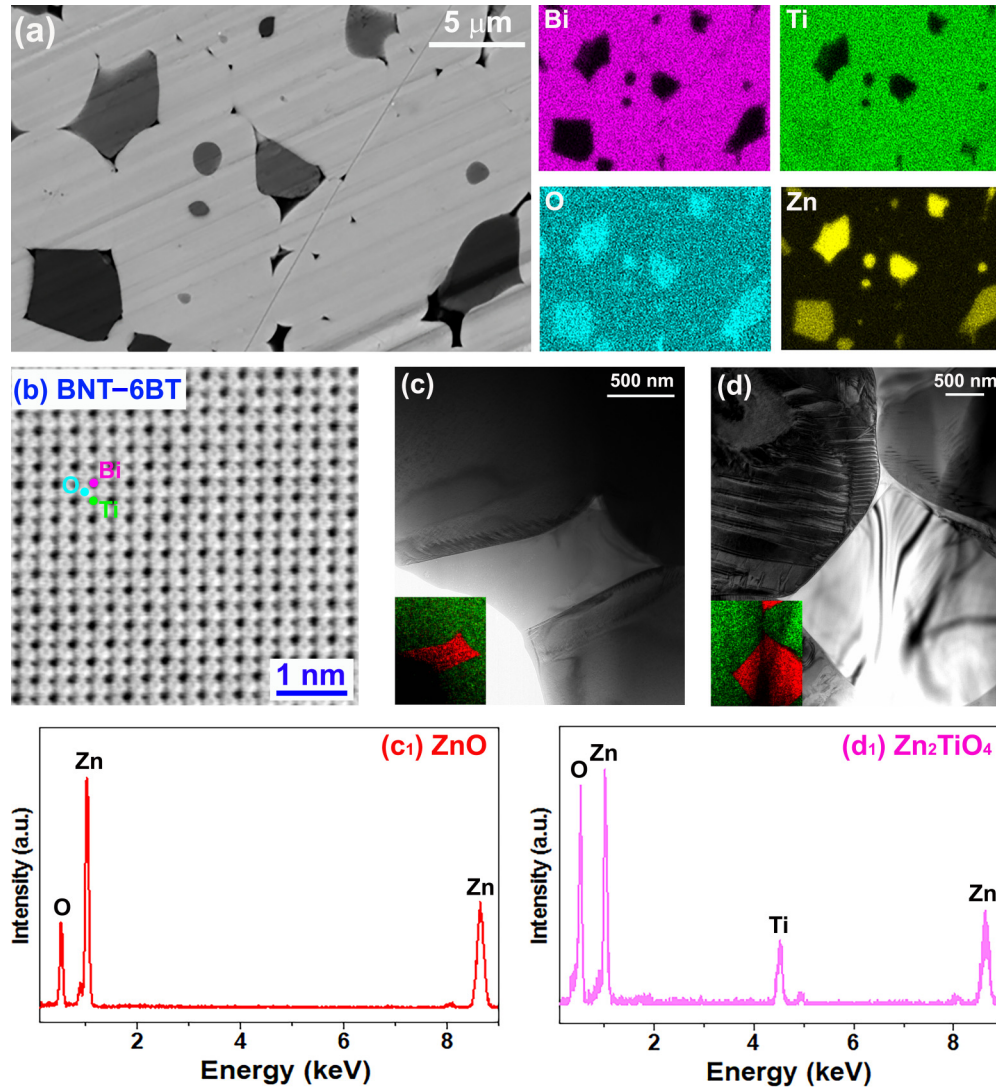 (a)
5 μm
Bi
Ti
O
Zn
(b) BNT−6BT
Bi
O
Ti
1 nm
(c)
500 nm
(d)
500 nm
(c₁) ZnO
Zn
O
Zn
Intensity (a.u.)
2
4
6
8
Energy (keV)
(d₁) Zn₂TiO₄
O
Zn
Ti
Zn
Intensity (a.u.)
2
4
6
8
Energy (keV)